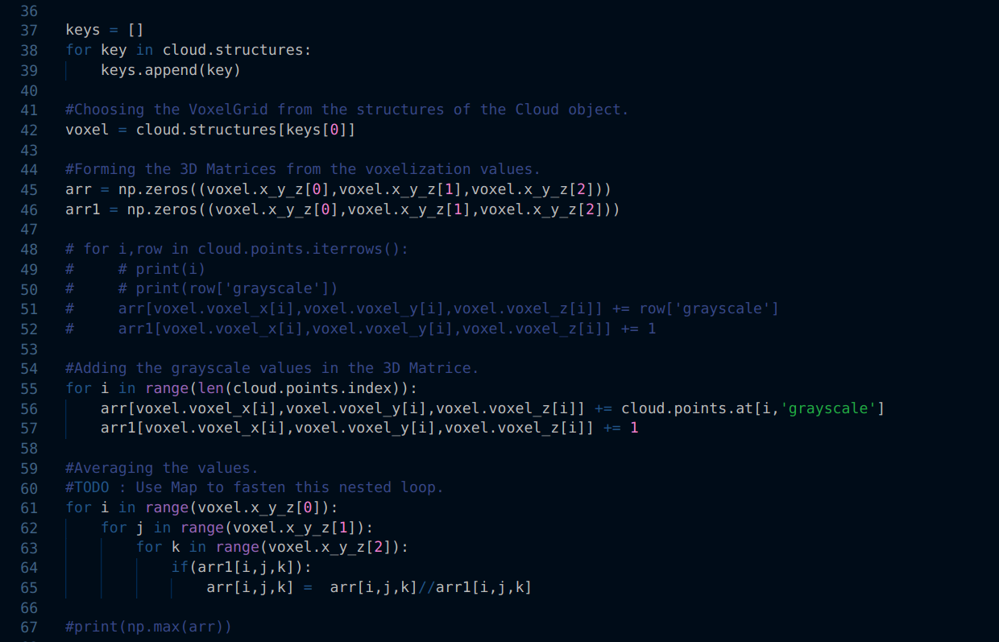 36
37 keys = []
38 for key in cloud.structures:
39     keys.append(key)
40
41 #Choosing the VoxelGrid from the structures of the Cloud object.
42 voxel = cloud.structures[keys[0]]
43
44 #Forming the 3D Matrices from the voxelization values.
45 arr = np.zeros((voxel.x_y_z[0],voxel.x_y_z[1],voxel.x_y_z[2]))
46 arr1 = np.zeros((voxel.x_y_z[0],voxel.x_y_z[1],voxel.x_y_z[2]))
47
48 # for i,row in cloud.points.iterrows():
49 #     # print(i)
50 #     # print(row['grayscale'])
51 #     arr[voxel.voxel_x[i],voxel.voxel_y[i],voxel.voxel_z[i]] += row['grayscale']
52 #     arr1[voxel.voxel_x[i],voxel.voxel_y[i],voxel.voxel_z[i]] += 1
53
54 #Adding the grayscale values in the 3D Matrice.
55 for i in range(len(cloud.points.index)):
56     arr[voxel.voxel_x[i],voxel.voxel_y[i],voxel.voxel_z[i]] += cloud.points.at[i,'grayscale']
57     arr1[voxel.voxel_x[i],voxel.voxel_y[i],voxel.voxel_z[i]] += 1
58
59 #Averaging the values.
60 #TODO : Use Map to fasten this nested loop.
61 for i in range(voxel.x_y_z[0]):
62     for j in range(voxel.x_y_z[1]):
63         for k in range(voxel.x_y_z[2]):
64             if(arr1[i,j,k]):
65                 arr[i,j,k] =  arr[i,j,k]//arr1[i,j,k]
66
67 #print(np.max(arr))